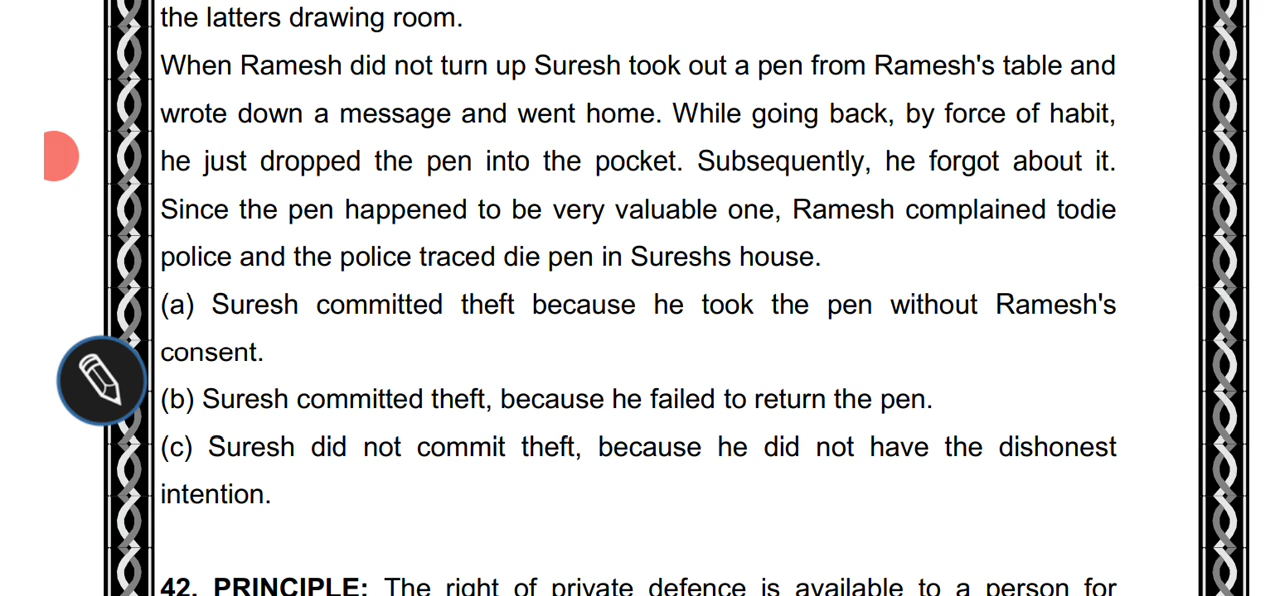 the latters drawing room.
When Ramesh did not turn up Suresh took out a pen from Ramesh's table and
wrote down a message and went home. While going back, by force of habit,
he just dropped the pen into the pocket. Subsequently, he forgot about it.
Since the pen happened to be very valuable one, Ramesh complained todie
police and the police traced die pen in Sureshs house.
(a) Suresh committed theft because he took the pen without Ramesh's
consent.
(b) Suresh committed theft, because he failed to return the pen.
(c) Suresh did not commit theft, because he did not have the dishonest
intention.
42. PRINCIPLE: The right of private defence is available to a person for